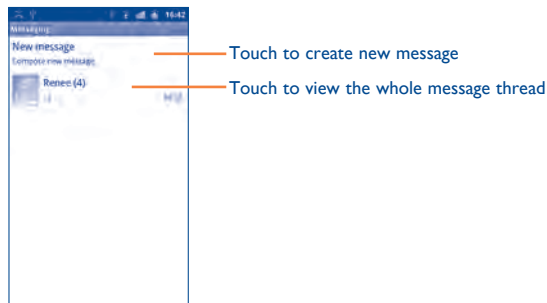 16:42
Messaging
New message
Compose new message
Touch to create new message
Renee (4)
Touch to view the whole message thread